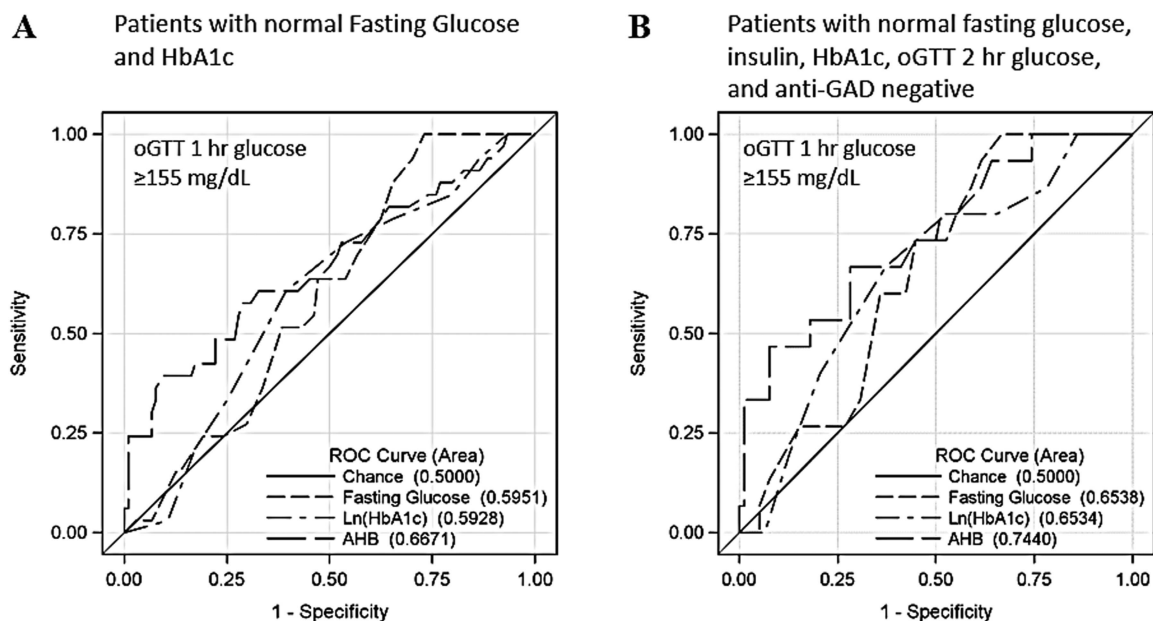 A
Patients with normal Fasting Glucose
and HbA1c
oGTT 1 hr glucose
≥155 mg/dL
1.00
0.75
0.50
0.25
0.00
Sensitivity
ROC Curve (Area)
Chance (0.5000)
Fasting Glucose (0.5951)
Ln(HbA1c) (0.5928)
AHB (0.6671)
0.00 0.25 0.50 0.75 1.00
1 - Specificity
B
Patients with normal fasting glucose,
insulin, HbA1c, oGTT 2 hr glucose,
and anti-GAD negative
oGTT 1 hr glucose
≥155 mg/dL
1.00
0.75
0.50
0.25
0.00
Sensitivity
ROC Curve (Area)
Chance (0.5000)
Fasting Glucose (0.6538)
Ln(HbA1c) (0.6534)
AHB (0.7440)
0.00 0.25 0.50 0.75 1.00
1 - Specificity